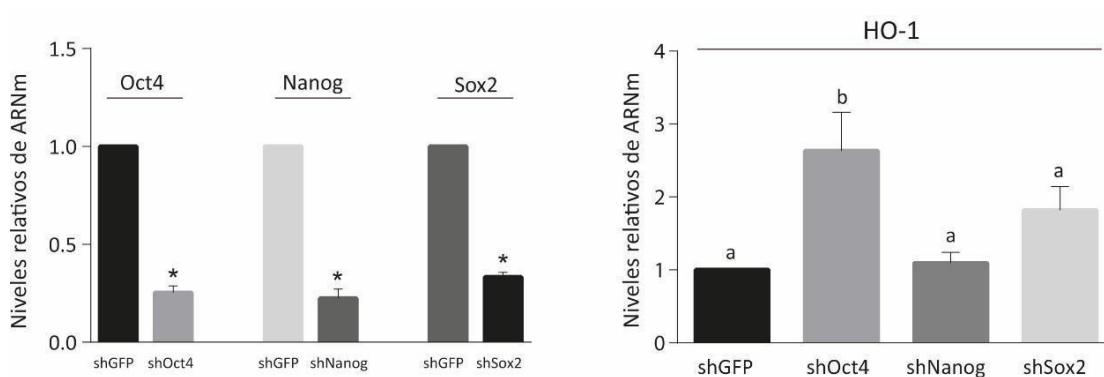 Niveles relativos de ARNm
1.5
1.0
0.5
0.0
Oct4
Nanog
Sox2
*
*
*
shGFP shOct4
shGFP shNanog
shGFP shSox2
HO-1
Niveles relativos de ARNm
4
3
2
1
0
a
b
a
a
shGFP
shOct4
shNanog
shSox2